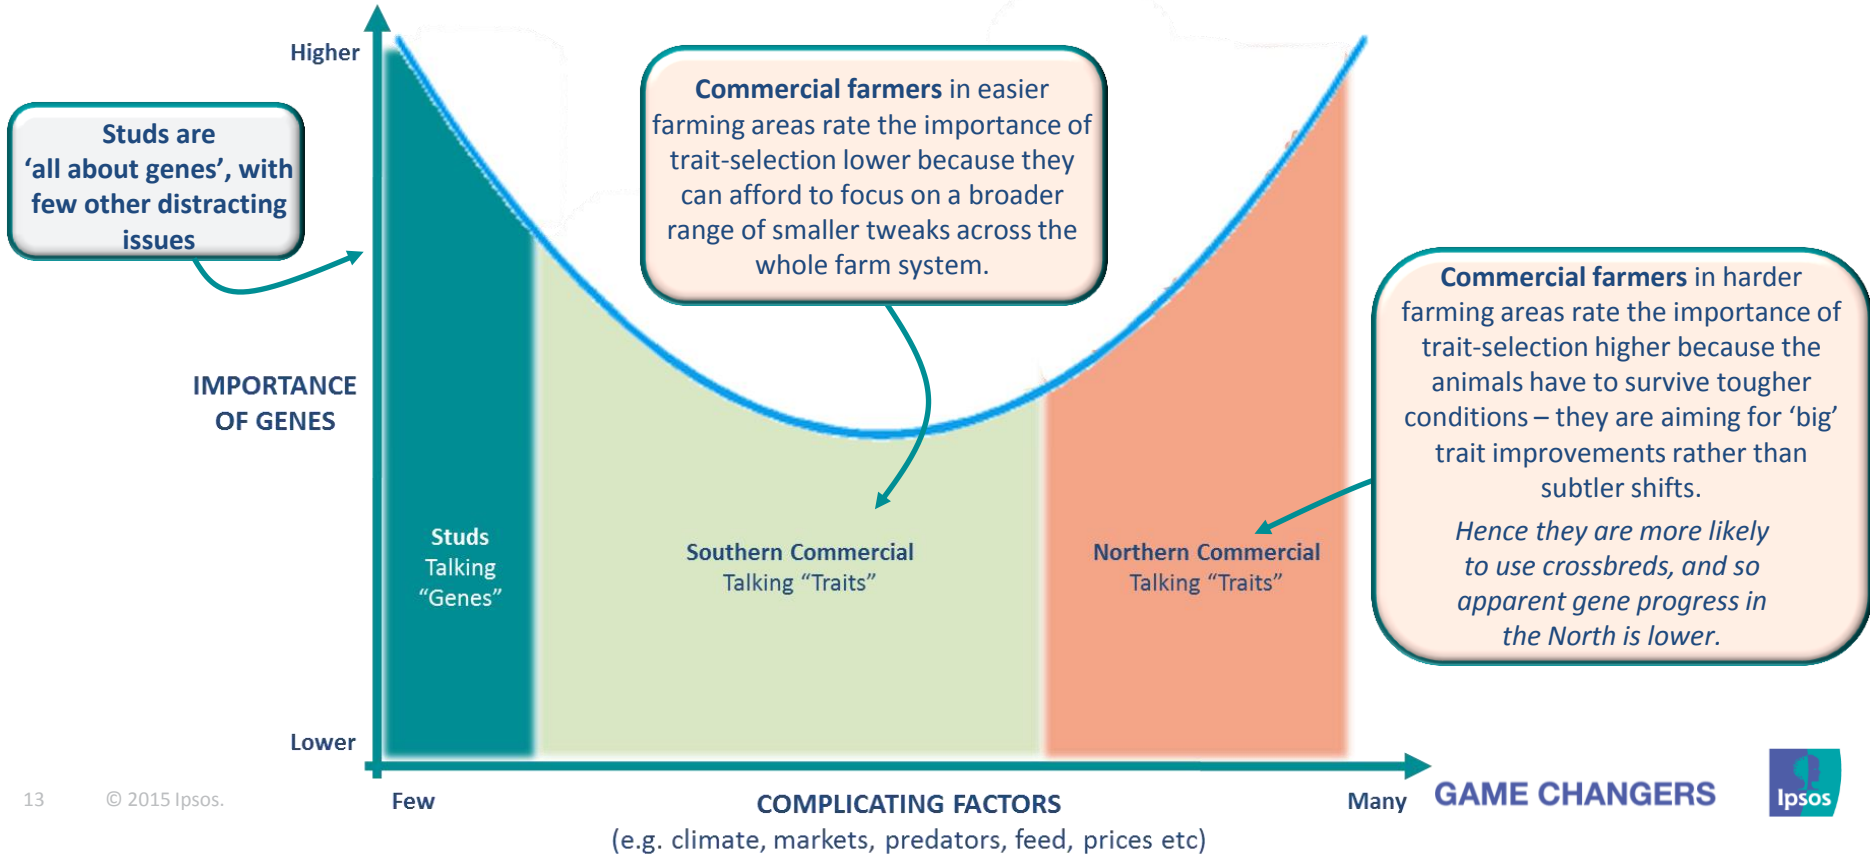 Higher
Studs are
'all about genes', with
few other distracting
issues
Commercial farmers in easier
farming areas rate the importance of
trait-selection lower because they
can afford to focus on a broader
range of smaller tweaks across the
whole farm system.
Commercial farmers in harder
farming areas rate the importance of
trait-selection higher because the
animals have to survive tougher
conditions – they are aiming for 'big'
trait improvements rather than
subtler shifts.
Hence they are more likely
to use crossbreds, and so
apparent gene progress in
the North is lower.
IMPORTANCE
OF GENES
Studs
Talking
“Genes”
Southern Commercial
Talking “Traits”
Northern Commercial
Talking “Traits”
Lower
Few
COMPLICATING FACTORS
(e.g. climate, markets, predators, feed, prices etc)
Many
13
© 2015 Ipsos.
GAME CHANGERS
Ipsos